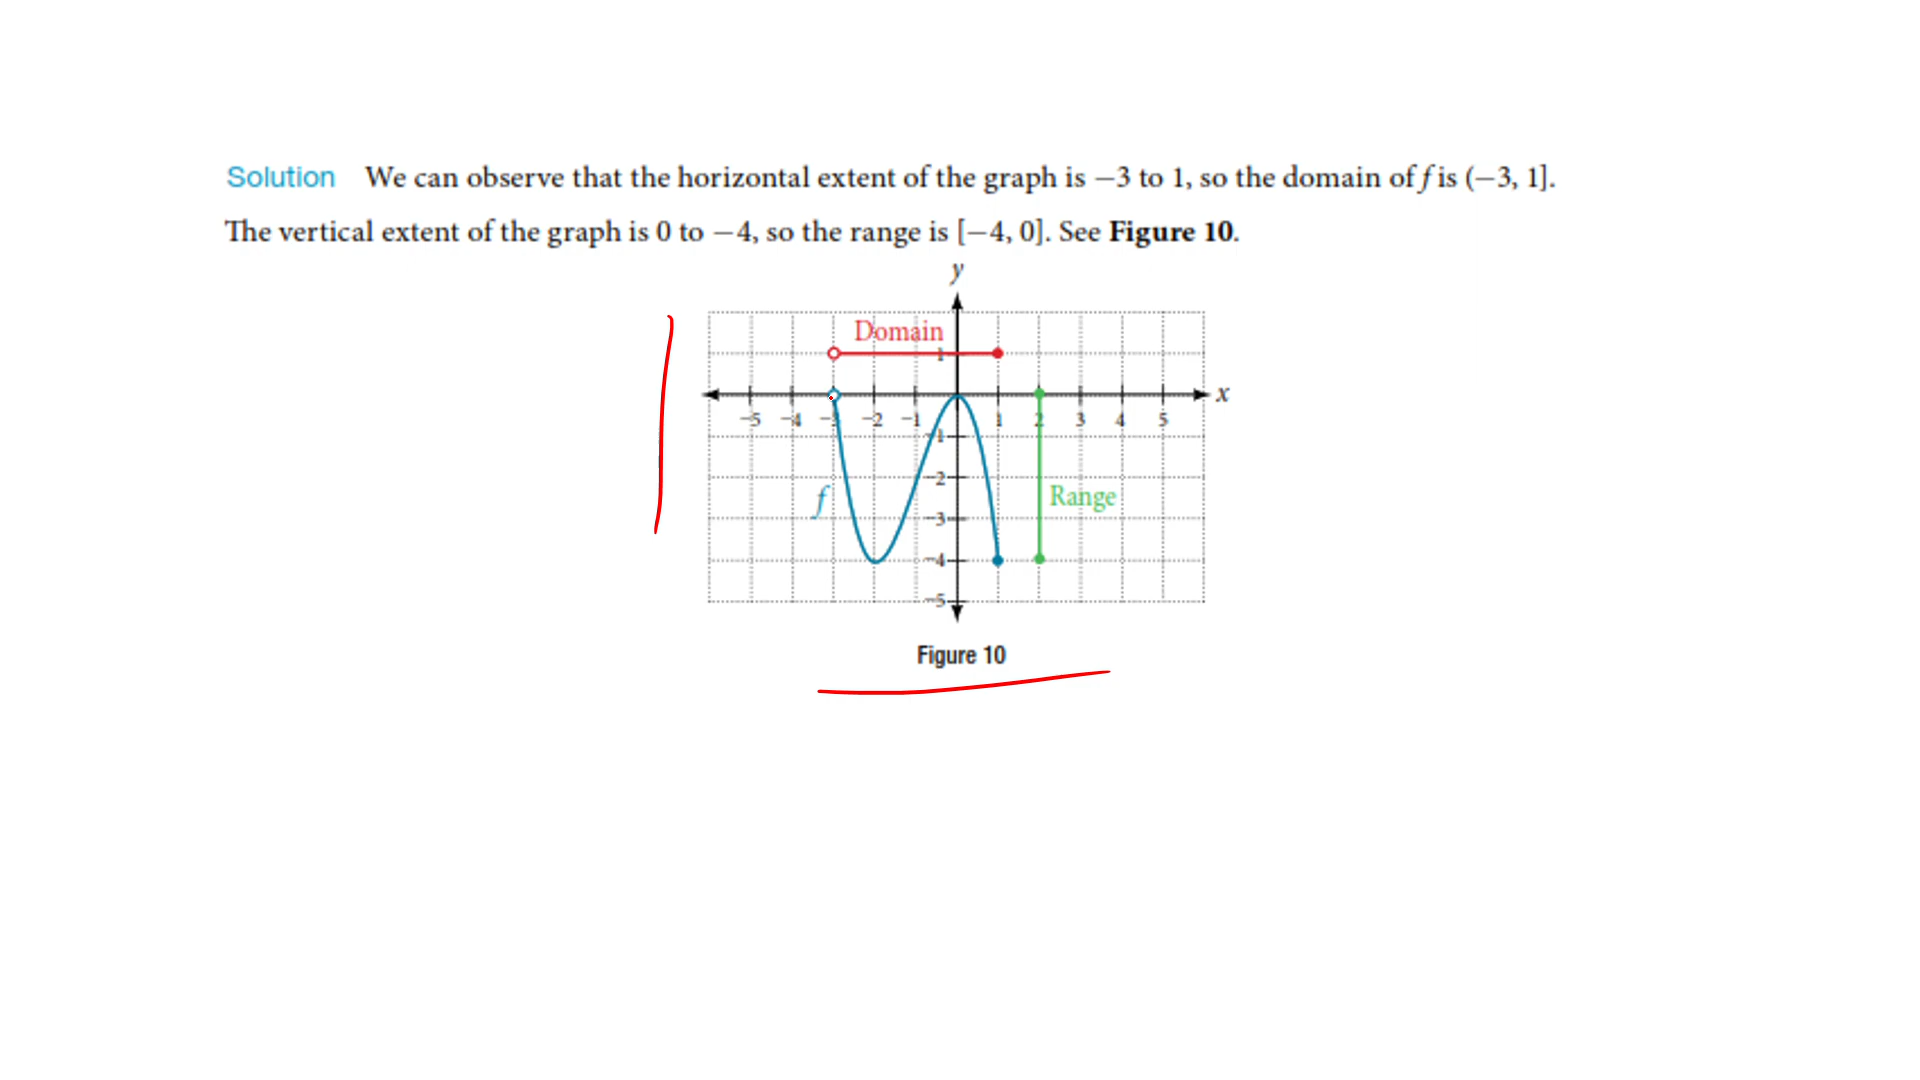 Solution We can observe that the horizontal extent of the graph is −3 to 1, so the domain of f is (−3, 1].
The vertical extent of the graph is 0 to −4, so the range is [−4, 0]. See Figure 10.
y
Domain
1
x
−5 −4 −3 −2 −1 1 2 3 4 5
−1
−2
f
Range
−3
−4
−5
Figure 10